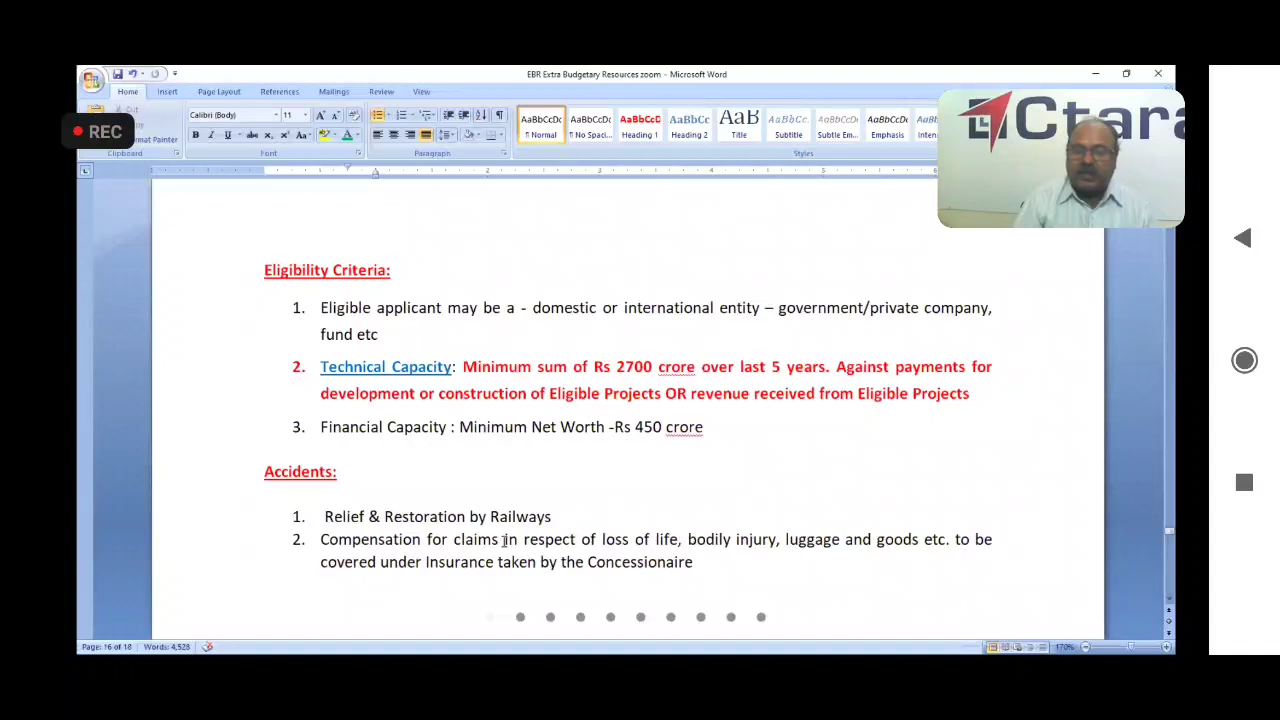 EBR Extra Budgetary Resources zoom - Microsoft Word
Home Insert Page Layout References Mailings Review View
REC
Cut
Format Painter
Calibri (Body) 11
AaBbCcDc AaBbCcDc AaBbCc AaBbCc AaB AaBbCc. AaBbCcDc AaBbCcDc AaBbC
¶ Normal ¶ No Spaci... Heading 1 Heading 2 Title Subtitle Subtle Em... Emphasis Inten
Clipboard Font Paragraph Styles
Ctara
Eligibility Criteria:
1. Eligible applicant may be a - domestic or international entity – government/private company,
fund etc
2. Technical Capacity: Minimum sum of Rs 2700 crore over last 5 years. Against payments for
development or construction of Eligible Projects OR revenue received from Eligible Projects
3. Financial Capacity : Minimum Net Worth -Rs 450 crore
Accidents:
1. Relief & Restoration by Railways
2. Compensation for claims in respect of loss of life, bodily injury, luggage and goods etc. to be
covered under Insurance taken by the Concessionaire
Page: 16 of 18 Words: 4,528 170%